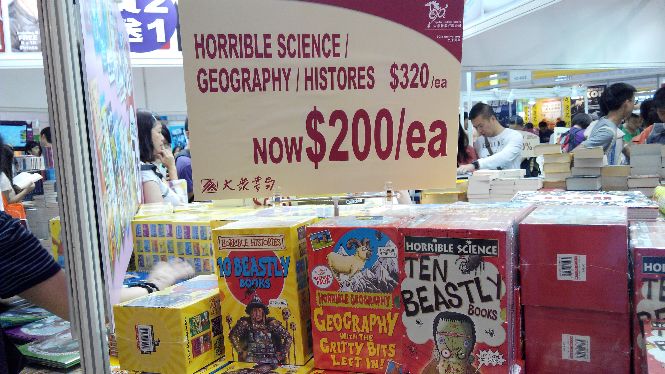 HORRIBLE SCIENCE /
GEOGRAPHY / HISTORES $320/ea
NOW $200/ea
大衆書局
HORRIBLE HISTORIES
10 BEASTLY
BOOKS
HORRIBLE GEOGRAPHY
GEOGRAPHY
WITH THE
GRITTY BITS
LEFT IN!
HORRIBLE SCIENCE
TEN
BEASTLY
BOOKS